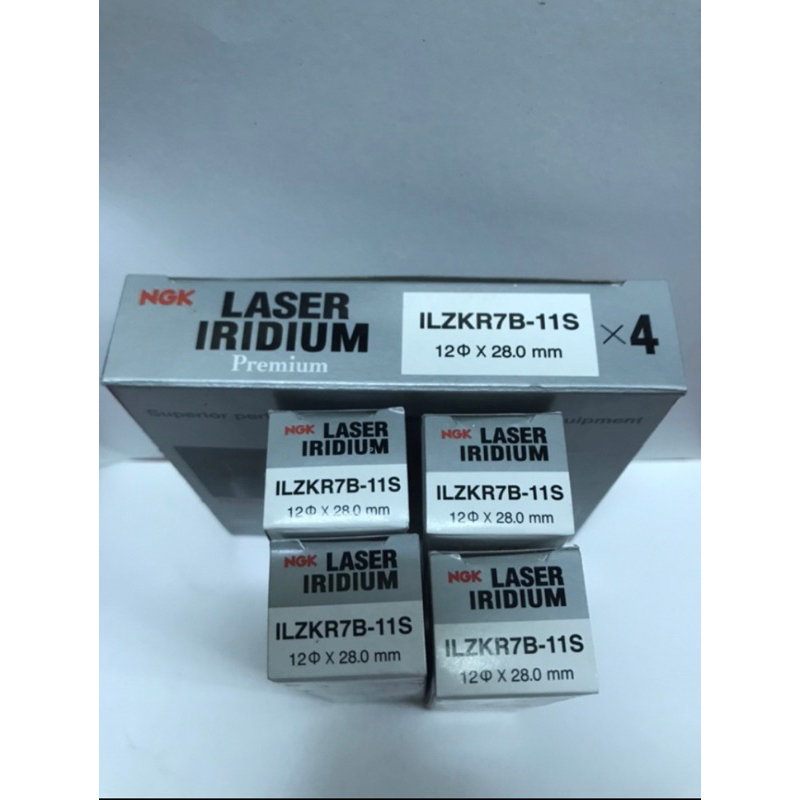 NGK LASER IRIDIUM
Premium
ILZKR7B-11S
12Φ X 28.0 mm
×4
NGK LASER
IRIDIUM
ILZKR7B-11S
12Φ X 28.0 mm
NGK LASER
IRIDIUM
ILZKR7B-11S
12Φ X 28.0 mm
NGK LASER
IRIDIUM
ILZKR7B-11S
12Φ X 28.0 mm
NGK LASER
IRIDIUM
ILZKR7B-11S
12Φ X 28.0 mm
Superior